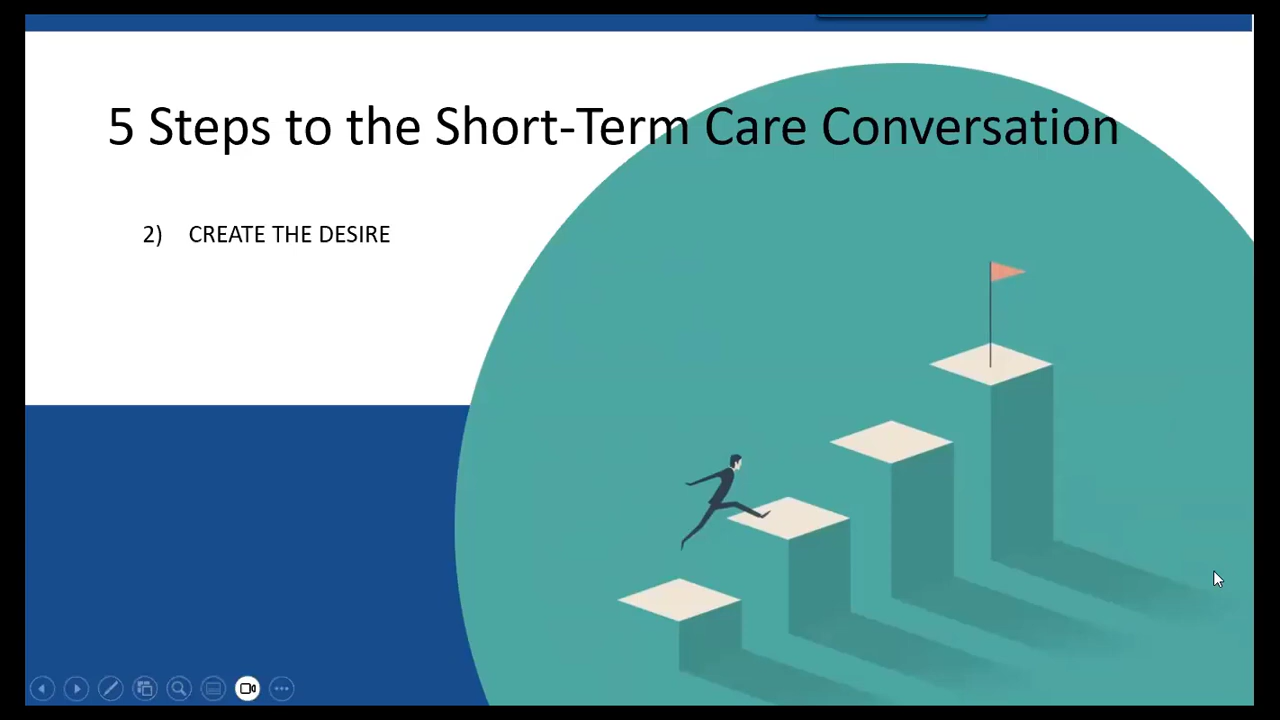 5 Steps to the Short-Term Care Conversation
2) CREATE THE DESIRE